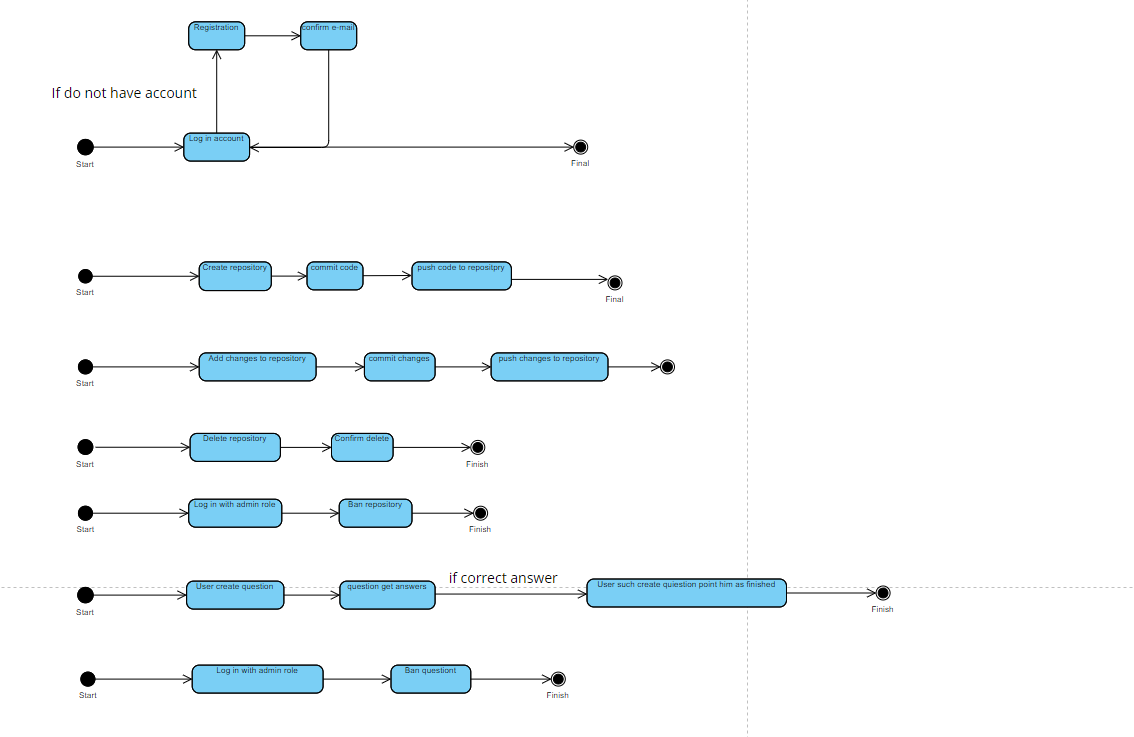 Registration
confirm e-mail
If do not have account
Log in account
Start
Final
Create repository
commit code
push code to repositpry
Start
Final
Add changes to repository
commit changes
push changes to repository
Start
Delete repository
Confirm delete
Start
Finish
Log in with admin role
Ban repository
Start
Finish
if correct answer
User create question
question get answers
User such create quiestion point him as finished
Start
Finish
Log in with admin role
Ban questiont
Start
Finish